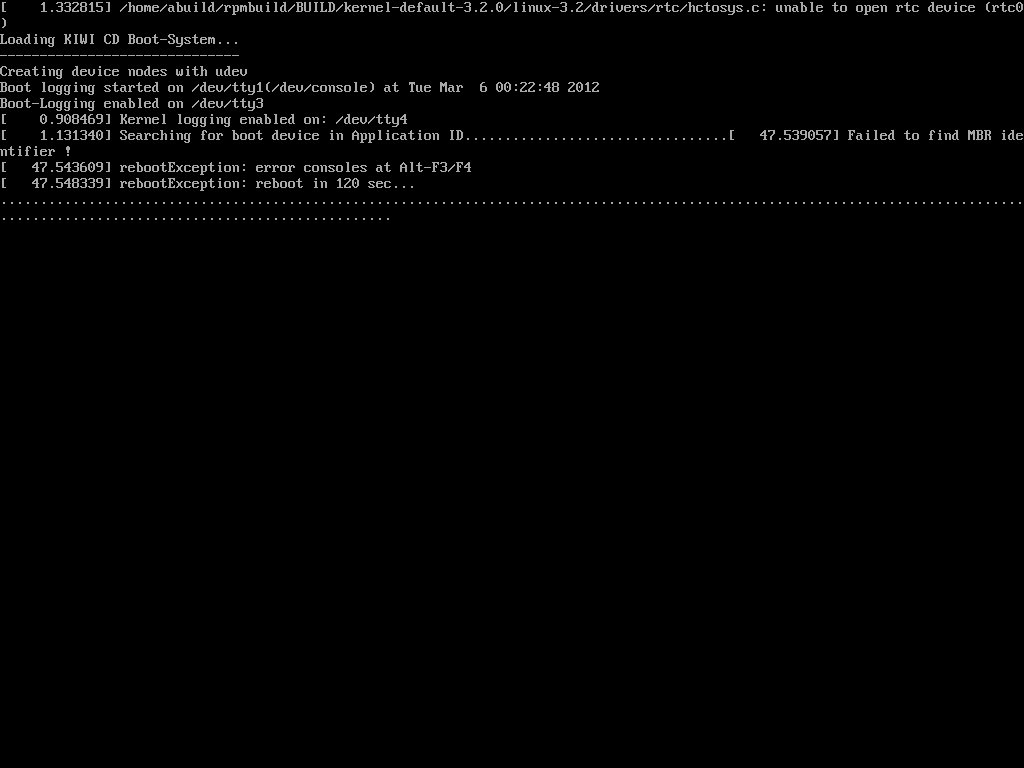 [    1.332815] /home/abuild/rpmbuild/BUILD/kernel-default-3.2.0/linux-3.2/drivers/rtc/hctosys.c: unable to open rtc device (rtc0
)
Loading KIWI CD Boot-System...
------------------------------
Creating device nodes with udev
Boot logging started on /dev/tty1(/dev/console) at Tue Mar  6 00:22:48 2012
Boot-Logging enabled on /dev/tty3
[    0.908469] Kernel logging enabled on: /dev/tty4
[    1.131340] Searching for boot device in Application ID.................................[   47.539057] Failed to find MBR ide
ntifier !
[   47.543609] rebootException: error consoles at Alt-F3/F4
[   47.548339] rebootException: reboot in 120 sec...
................................................................................................................................
.................................................